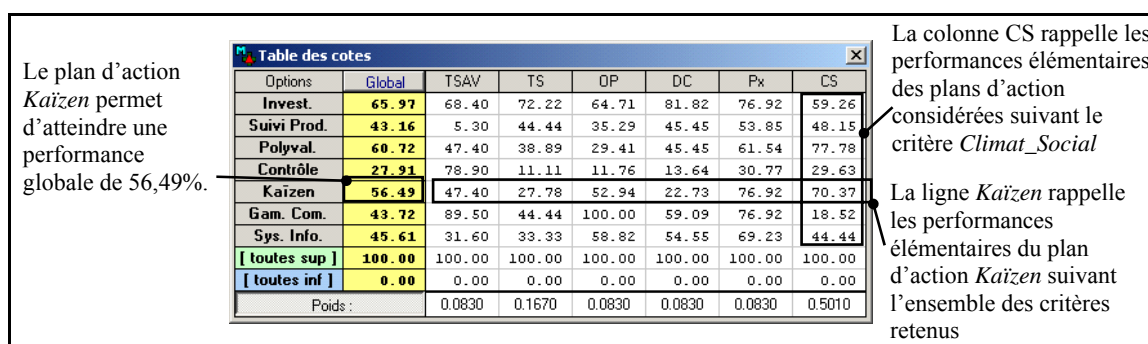 Le plan d’action
Kaïzen permet
d’atteindre une
performance
globale de 56,49%.
Table des cotes
Options Global TSAV TS OP DC Px CS
Invest. 65.97 68.40 72.22 64.71 81.82 76.92 59.26
Suivi Prod. 43.16 5.30 44.44 35.29 45.45 53.85 48.15
Polyval. 60.72 47.40 38.89 29.41 45.45 61.54 77.78
Contrôle 27.91 78.90 11.11 11.76 13.64 30.77 29.63
Kaïzen 56.49 47.40 27.78 52.94 22.73 76.92 70.37
Gam. Com. 43.72 89.50 44.44 100.00 59.09 76.92 18.52
Sys. Info. 45.61 31.60 33.33 58.82 54.55 69.23 44.44
[ toutes sup ] 100.00 100.00 100.00 100.00 100.00 100.00 100.00
[ toutes inf ] 0.00 0.00 0.00 0.00 0.00 0.00 0.00
Poids : 0.0830 0.1670 0.0830 0.0830 0.0830 0.5010
La colonne CS rappelle les
performances élémentaires
des plans d’action
considérées suivant le
critère Climat_Social
La ligne Kaïzen rappelle
les performances
élémentaires du plan
d’action Kaïzen suivant
l’ensemble des critères
retenus